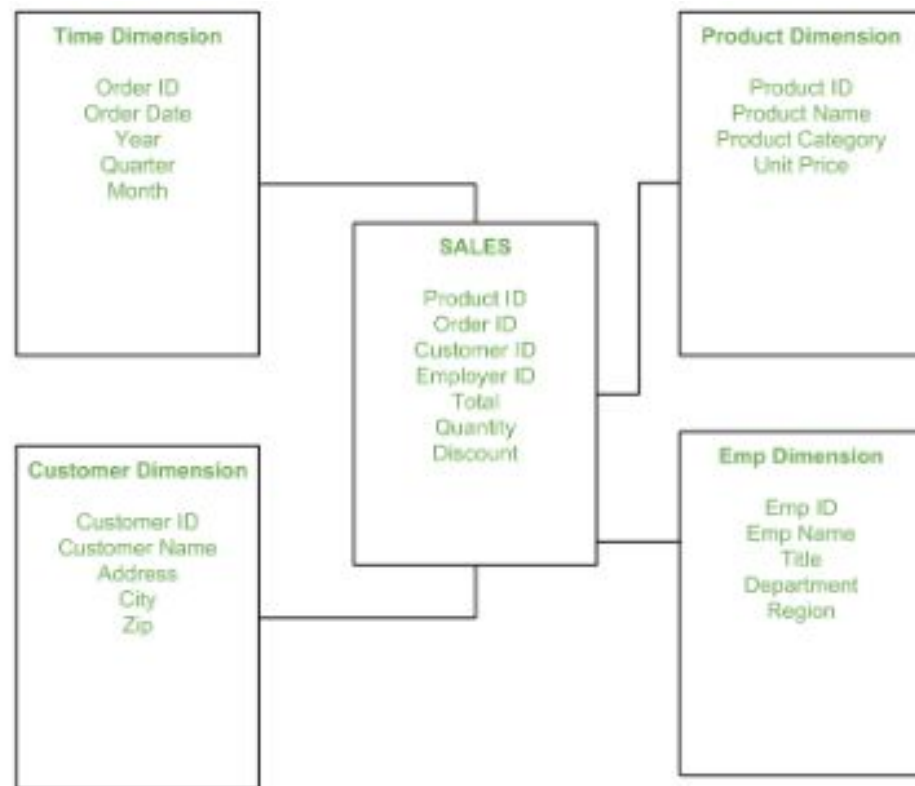 Time Dimension
Order ID
Order Date
Year
Quarter
Month
Product Dimension
Product ID
Product Name
Product Category
Unit Price
SALES
Product ID
Order ID
Customer ID
Employer ID
Total
Quantity
Discount
Customer Dimension
Customer ID
Customer Name
Address
City
Zip
Emp Dimension
Emp ID
Emp Name
Title
Department
Region